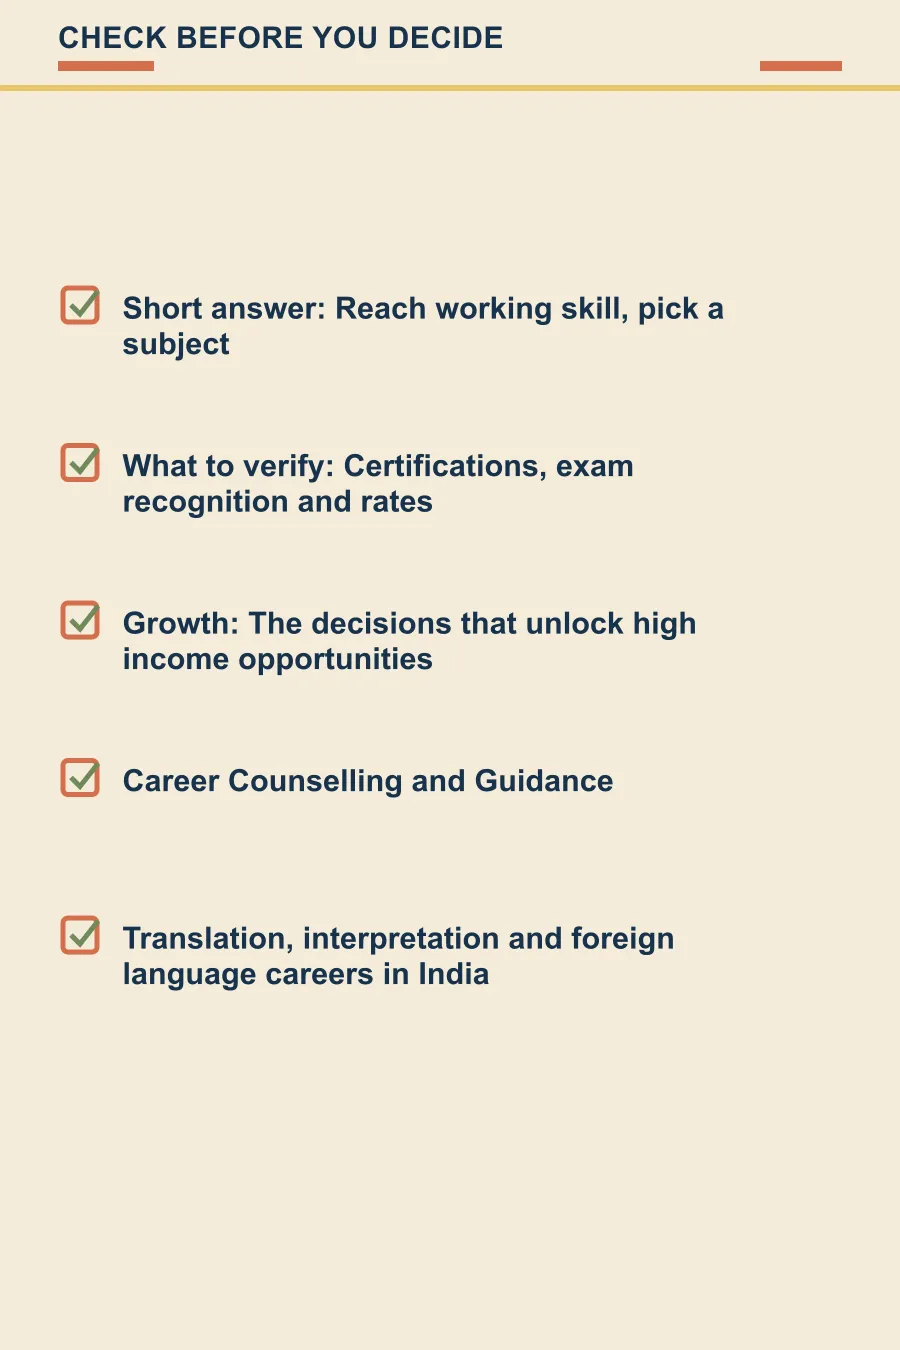 CHECK BEFORE YOU DECIDE
Short answer: Reach working skill, pick a
subject
What to verify: Certifications, exam
recognition and rates
Growth: The decisions that unlock high
income opportunities
Career Counselling and Guidance
Translation, interpretation and foreign
language careers in India